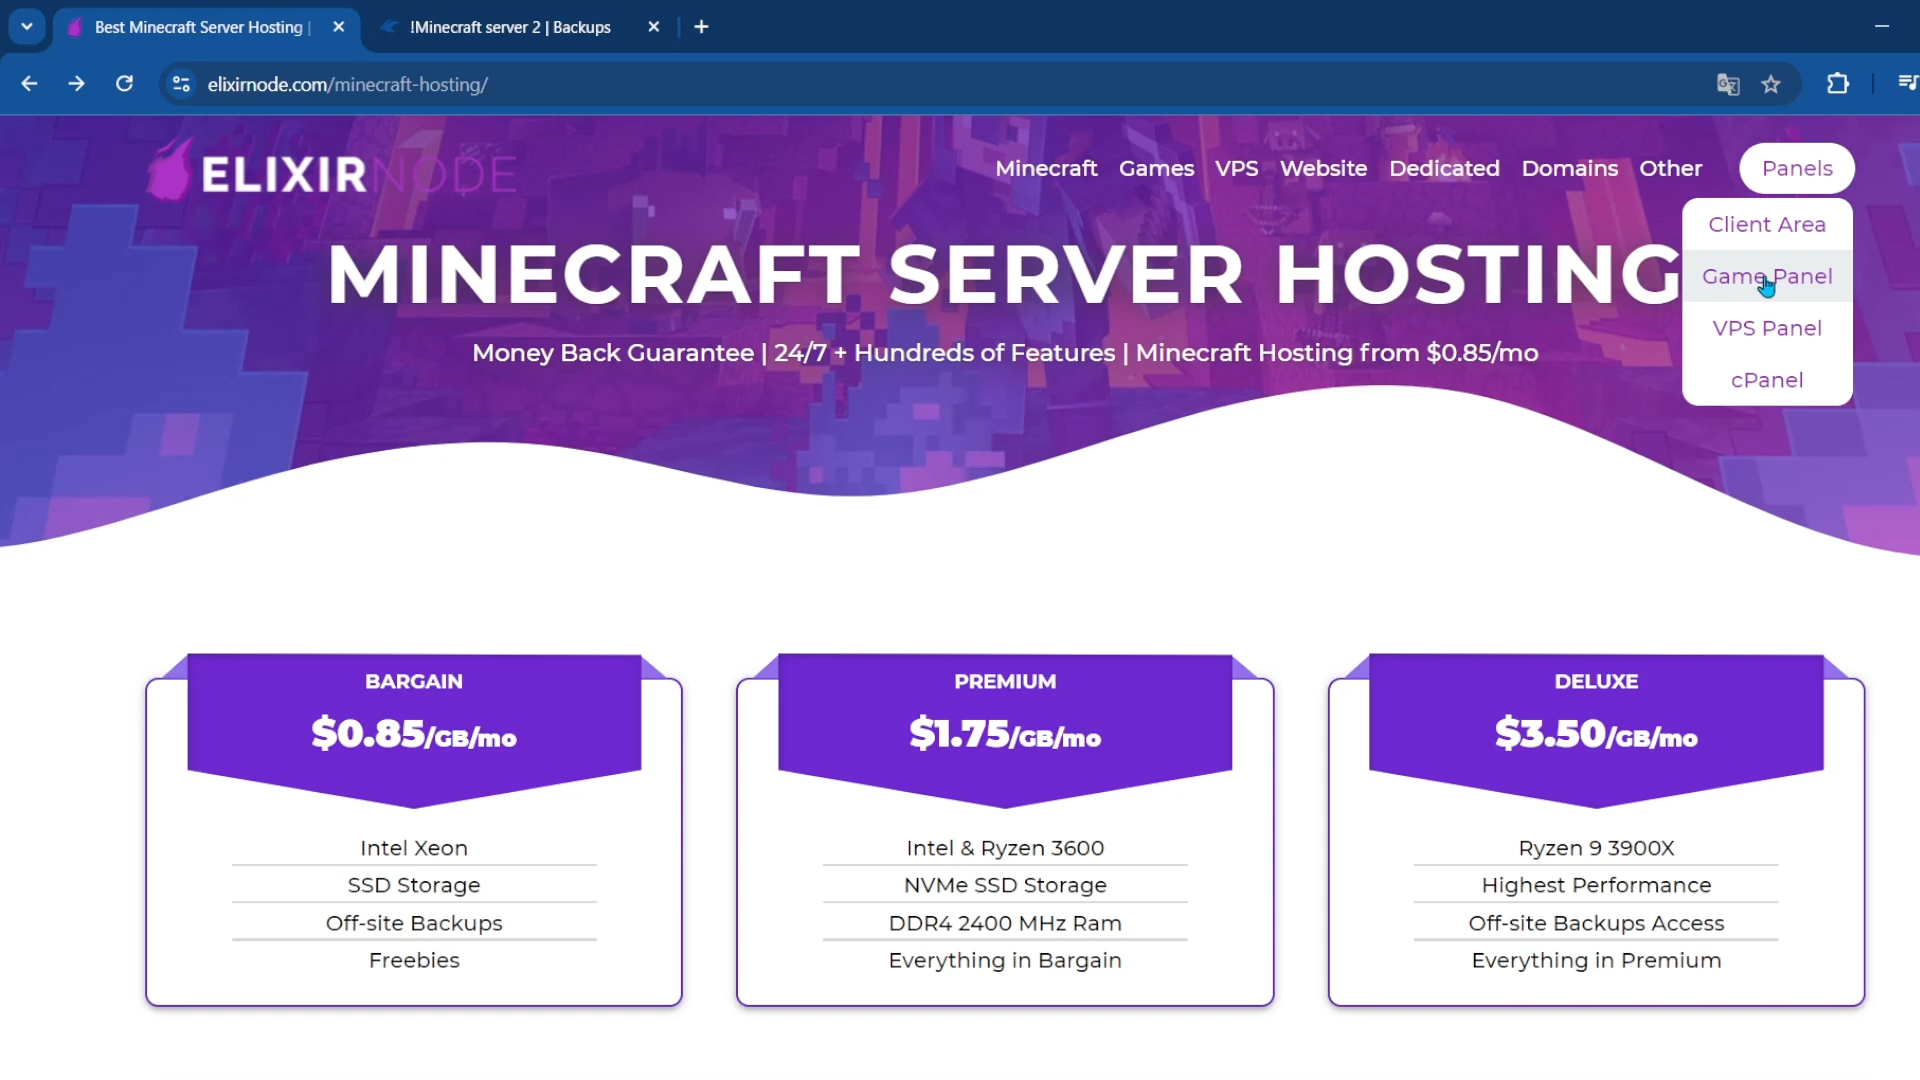 Best Minecraft Server Hosting |
!Minecraft server 2 | Backups
elixirnode.com/minecraft-hosting/
ELIXIRNODE
Minecraft Games VPS Website Dedicated Domains Other Panels
Client Area
Game Panel
VPS Panel
cPanel
MINECRAFT SERVER HOSTING
Money Back Guarantee | 24/7 + Hundreds of Features | Minecraft Hosting from $0.85/mo
BARGAIN
$0.85/GB/mo
Intel Xeon
SSD Storage
Off-site Backups
Freebies
PREMIUM
$1.75/GB/mo
Intel & Ryzen 3600
NVMe SSD Storage
DDR4 2400 MHz Ram
Everything in Bargain
DELUXE
$3.50/GB/mo
Ryzen 9 3900X
Highest Performance
Off-site Backups Access
Everything in Premium